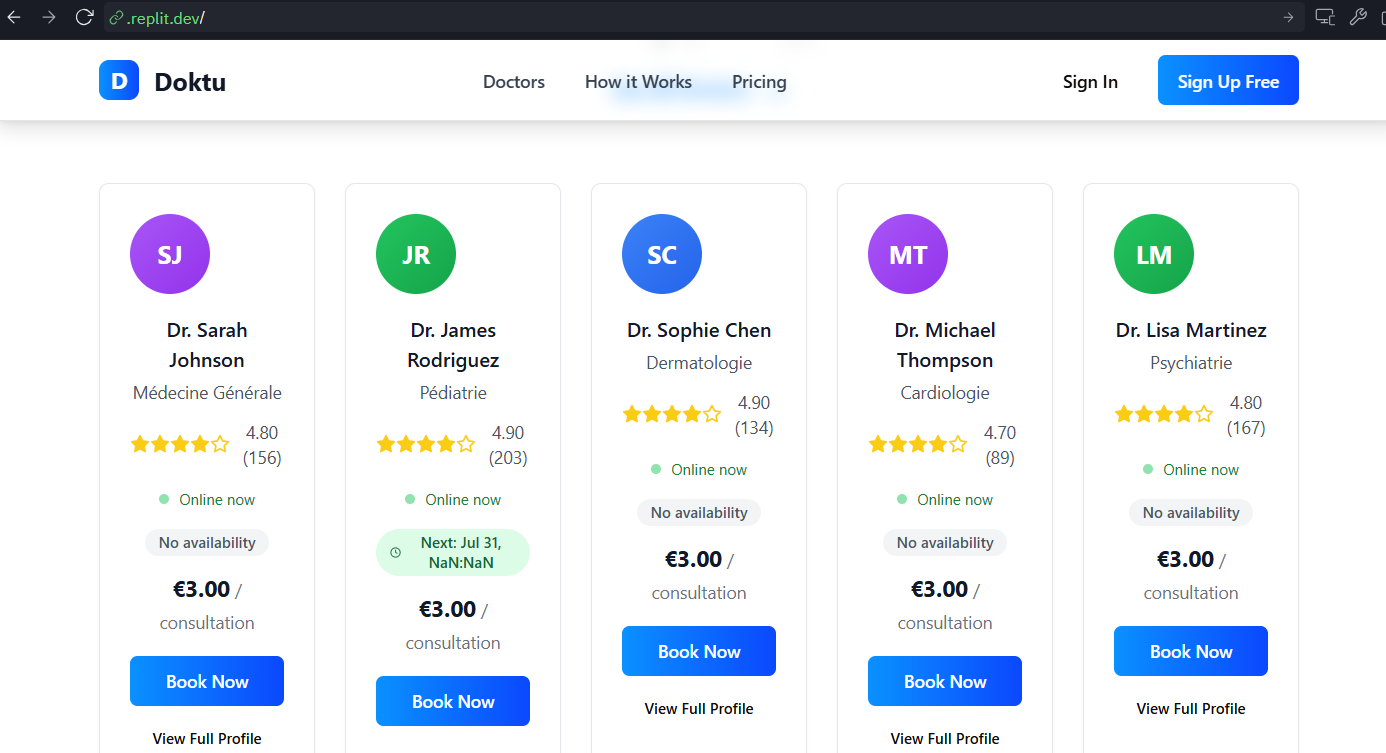 .replit.dev/
D Doktu
Doctors How it Works Pricing
Sign In Sign Up Free
SJ
Dr. Sarah
Johnson
Médecine Générale
4.80
(156)
Online now
No availability
€3.00 /
consultation
Book Now
View Full Profile
JR
Dr. James
Rodriguez
Pédiatrie
4.90
(203)
Online now
Next: Jul 31,
NaN:NaN
€3.00 /
consultation
Book Now
SC
Dr. Sophie Chen
Dermatologie
4.90
(134)
Online now
No availability
€3.00 /
consultation
Book Now
View Full Profile
MT
Dr. Michael
Thompson
Cardiologie
4.70
(89)
Online now
No availability
€3.00 /
consultation
Book Now
View Full Profile
LM
Dr. Lisa Martinez
Psychiatrie
4.80
(167)
Online now
No availability
€3.00 /
consultation
Book Now
View Full Profile